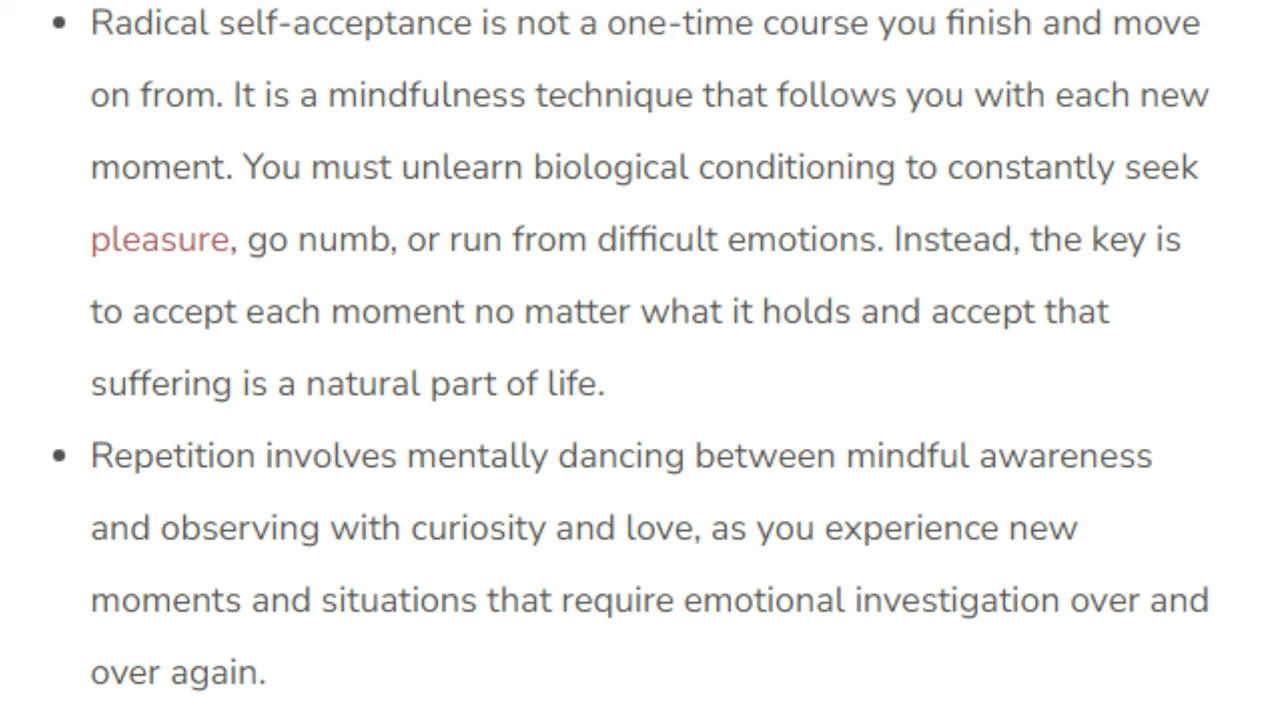 • Radical self-acceptance is not a one-time course you finish and move
on from. It is a mindfulness technique that follows you with each new
moment. You must unlearn biological conditioning to constantly seek
pleasure, go numb, or run from difficult emotions. Instead, the key is
to accept each moment no matter what it holds and accept that
suffering is a natural part of life.
• Repetition involves mentally dancing between mindful awareness
and observing with curiosity and love, as you experience new
moments and situations that require emotional investigation over and
over again.